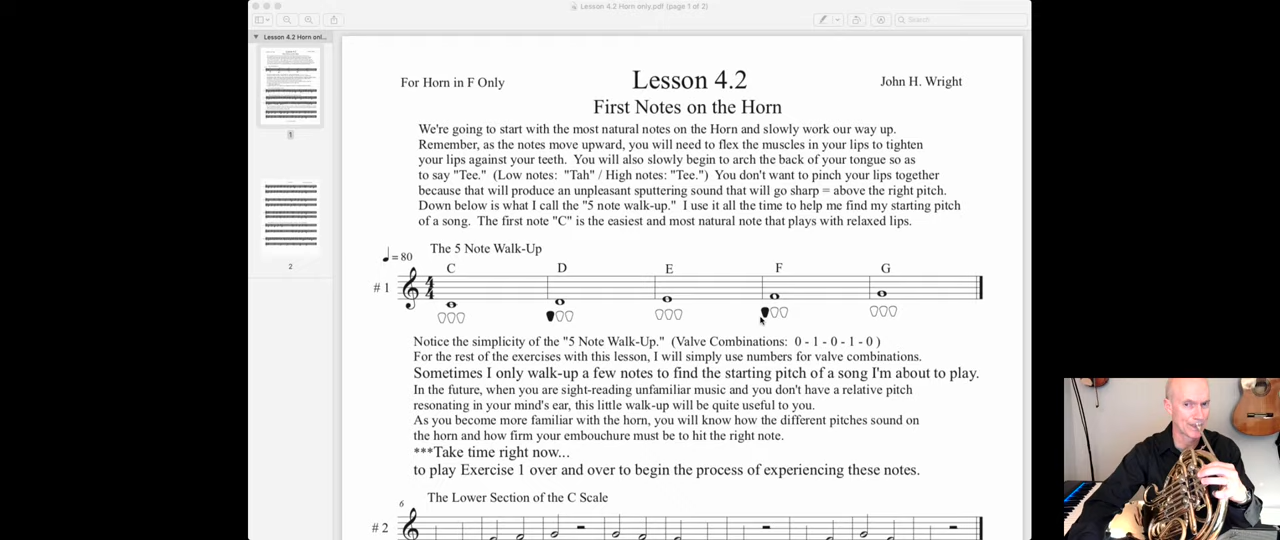 Lesson 4.2 Horn only.pdf (page 1 of 2)
Search
Lesson 4.2 Horn onl...
1
2
For Horn in F Only
Lesson 4.2
John H. Wright
First Notes on the Horn
We're going to start with the most natural notes on the Horn and slowly work our way up.
Remember, as the notes move upward, you will need to flex the muscles in your lips to tighten
your lips against your teeth. You will also slowly begin to arch the back of your tongue so as
to say "Tee." (Low notes: "Tah" / High notes: "Tee.") You don't want to pinch your lips together
because that will produce an unpleasant sputtering sound that will go sharp = above the right pitch.
Down below is what I call the "5 note walk-up." I use it all the time to help me find my starting pitch
of a song. The first note "C" is the easiest and most natural note that plays with relaxed lips.
The 5 Note Walk-Up
= 80
C D E F G
# 1
4
4
Notice the simplicity of the "5 Note Walk-Up." (Valve Combinations: 0 - 1 - 0 - 1 - 0 )
For the rest of the exercises with this lesson, I will simply use numbers for valve combinations.
Sometimes I only walk-up a few notes to find the starting pitch of a song I'm about to play.
In the future, when you are sight-reading unfamiliar music and you don't have a relative pitch
resonating in your mind's ear, this little walk-up will be quite useful to you.
As you become more familiar with the horn, you will know how the different pitches sound on
the horn and how firm your embouchure must be to hit the right note.
***Take time right now...
to play Exercise 1 over and over to begin the process of experiencing these notes.
The Lower Section of the C Scale
6
# 2